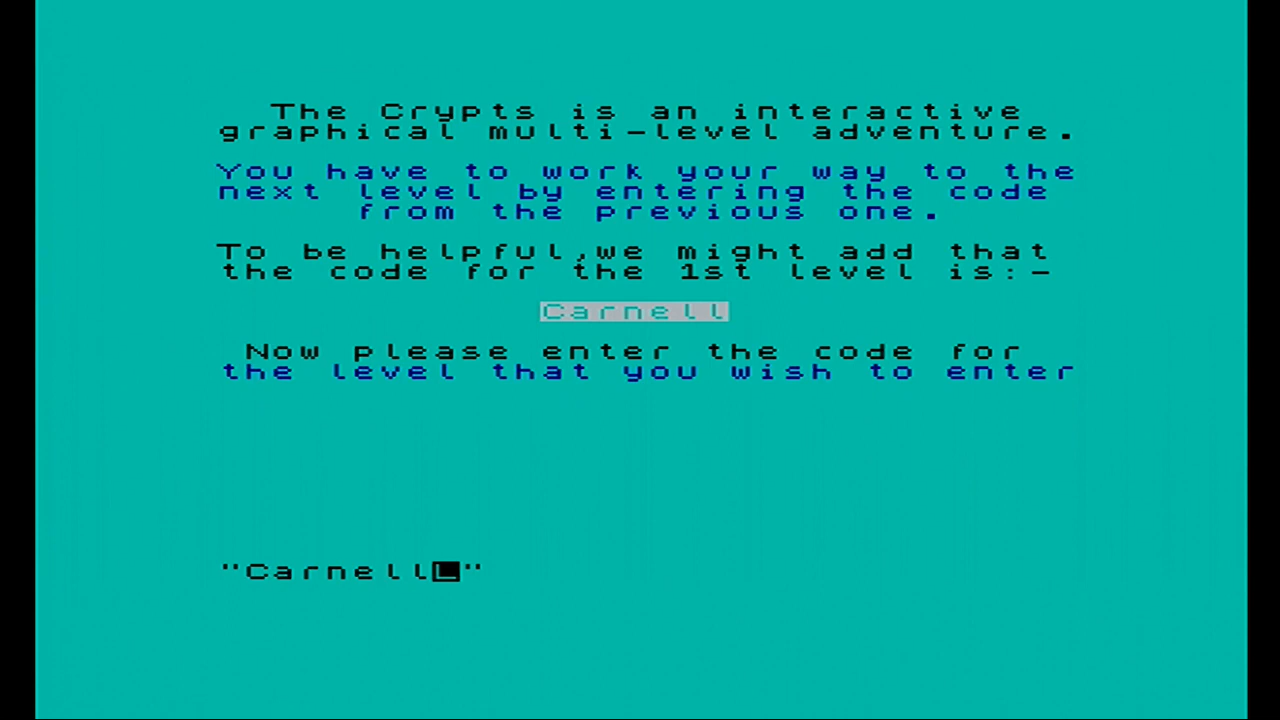 The Crypts is an interactive
graphical multi-level adventure.
You have to work your way to the
next level by entering the code
from the previous one.
To be helpful,we might add that
the code for the 1st level is:-
Carnell
Now please enter the code for
the level that you wish to enter
"CarnellL"